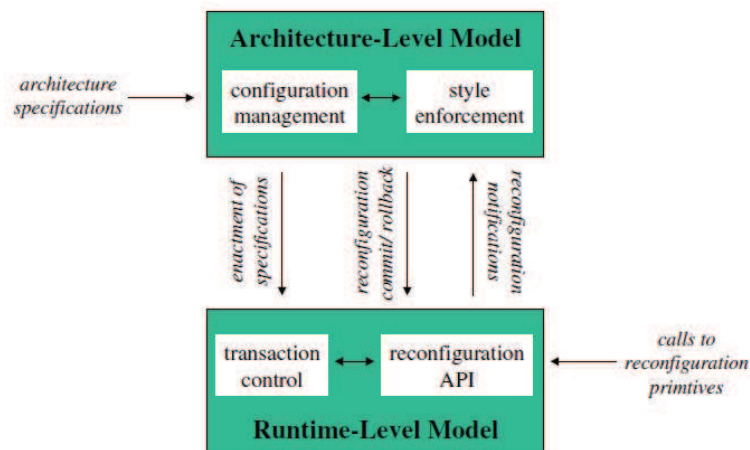 Architecture-Level Model
architecture
specifications
configuration
management
style
enforcement
enactment of
specifications
reconfiguration
commit/ rollback
reconfiguration
notifications
transaction
control
reconfiguration
API
calls to
reconfiguration
primtives
Runtime-Level Model